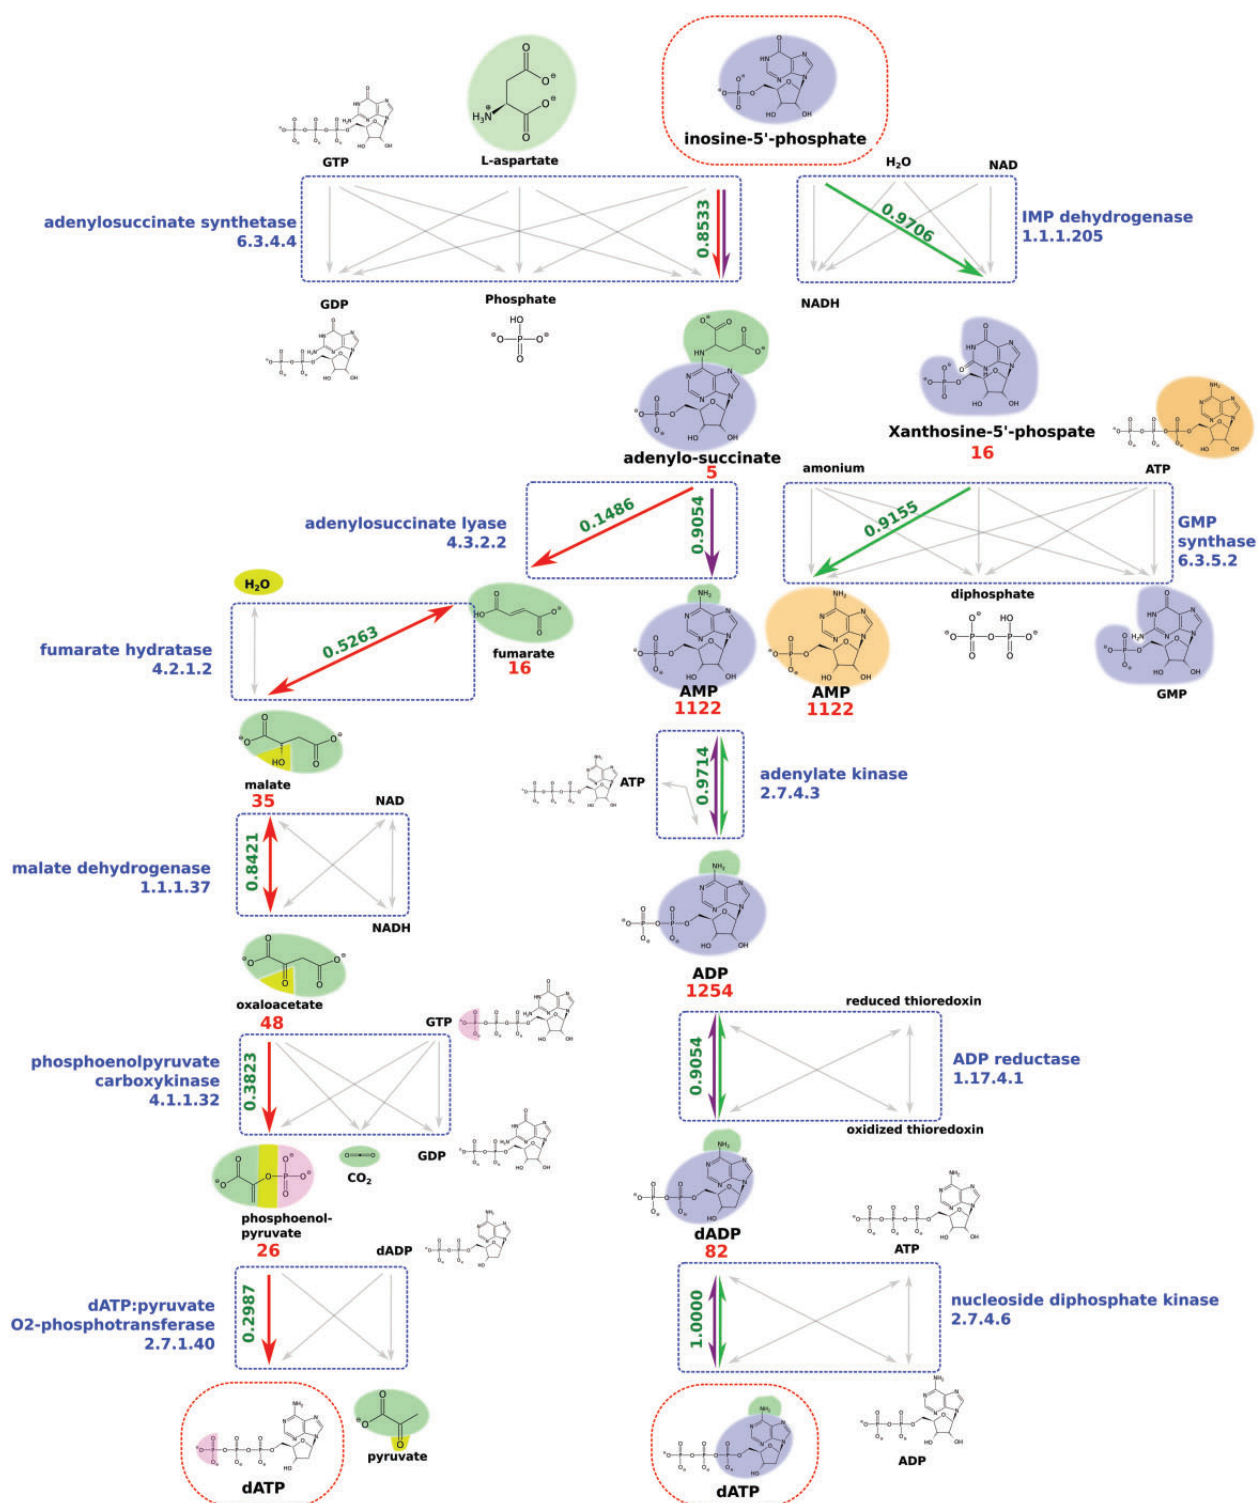 inosine-5'-phosphate
GTP
L-aspartate
H₂O
NAD
adenylosuccinate synthetase
6.3.4.4
0.8533
0.9706
IMP dehydrogenase
1.1.1.205
GDP
Phosphate
NADH
adenylo-succinate
5
Xanthosine-5'-phospate
16
amonium
ATP
adenylosuccinate lyase
4.3.2.2
0.1486
0.9054
0.9155
GMP
synthase
6.3.5.2
H₂O
diphosphate
fumarate hydratase
4.2.1.2
0.5263
fumarate
16
AMP
1122
AMP
1122
GMP
malate
35
NAD
ATP
0.9714
adenylate kinase
2.7.4.3
malate dehydrogenase
1.1.1.37
0.8421
NADH
oxaloacetate
48
GTP
ADP
1254
reduced thioredoxin
phosphoenolpyruvate
carboxykinase
4.1.1.32
0.3823
0.9054
ADP reductase
1.17.4.1
GDP
CO₂
oxidized thioredoxin
phosphoenol-
pyruvate
26
dADP
dADP
82
ATP
dATP:pyruvate
O2-phosphotransferase
2.7.1.40
0.2987
1.0000
nucleoside diphosphate kinase
2.7.4.6
pyruvate
dATP
dATP
ADP